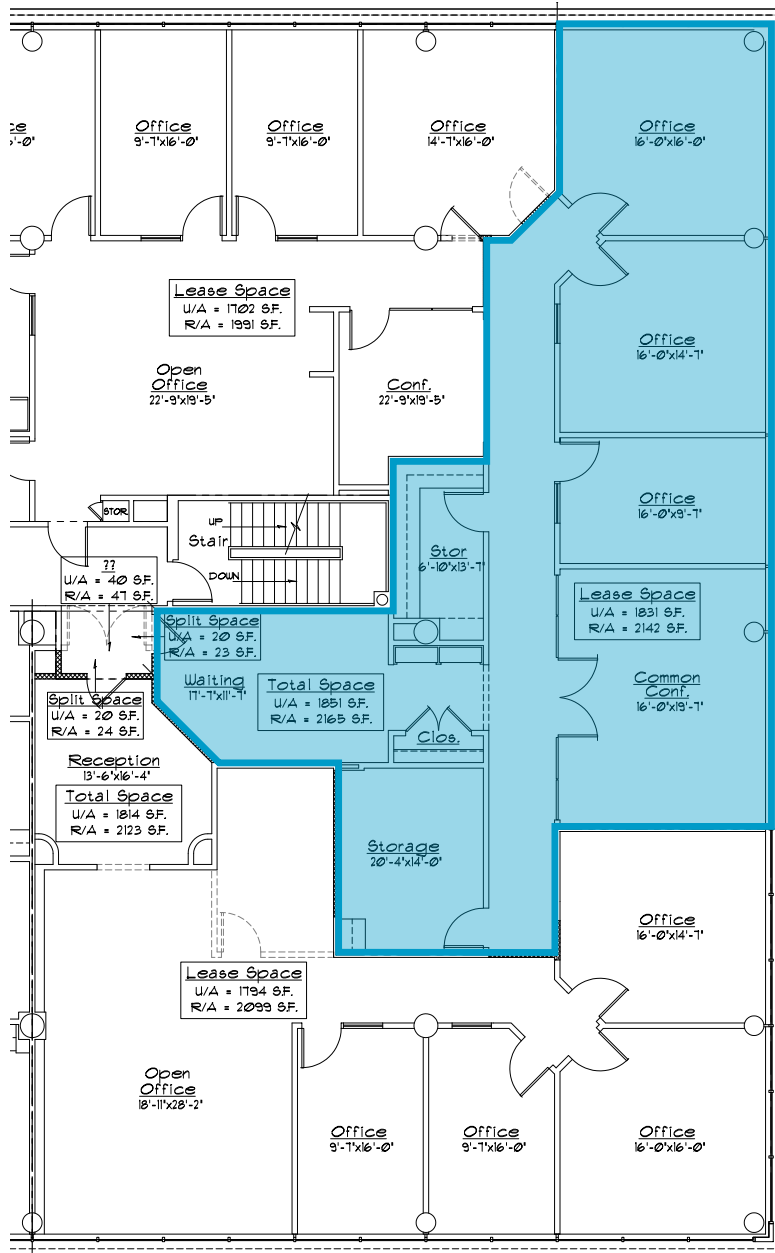 Office
9'-7"x16'-0"
Office
9'-7"x16'-0"
Office
14'-7"x16'-0"
Office
16'-0"x16'-0"
Lease Space
U/A = 1702 S.F.
R/A = 1991 S.F.
Office
16'-0"x14'-7"
Open
Office
22'-9"x19'-5"
Conf.
22'-9"x19'-5"
Office
16'-0"x9'-7"
STOR
UP
Stair
DOWN
Stor
6'-10"x13'-7"
??
U/A = 40 S.F.
R/A = 47 S.F.
Lease Space
U/A = 1831 S.F.
R/A = 2142 S.F.
Split Space
U/A = 20 S.F.
R/A = 23 S.F.
Waiting
17'-7"x11'-7"
Total Space
U/A = 1851 S.F.
R/A = 2165 S.F.
Common
Conf.
16'-0"x19'-7"
Split Space
U/A = 20 S.F.
R/A = 24 S.F.
Clos.
Reception
13'-6"x16'-4"
Total Space
U/A = 1814 S.F.
R/A = 2123 S.F.
Storage
20'-4"x14'-0"
Office
16'-0"x14'-7"
Lease Space
U/A = 1794 S.F.
R/A = 2099 S.F.
Open
Office
18'-11"x28'-2"
Office
9'-7"x16'-0"
Office
9'-7"x16'-0"
Office
16'-0"x16'-0"